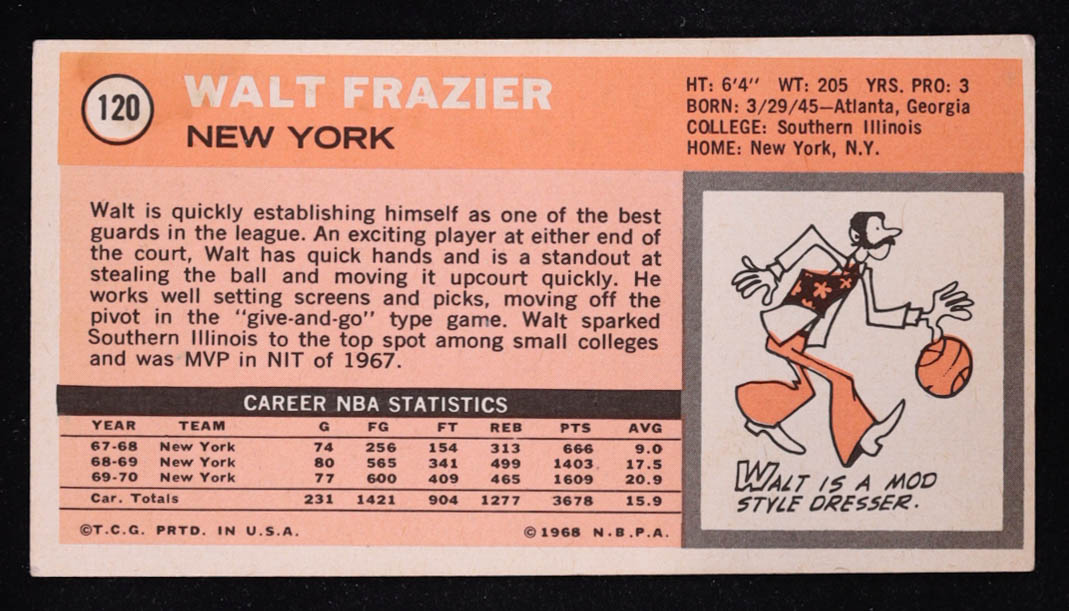 120
WALT FRAZIER
NEW YORK
HT: 6'4" WT: 205 YRS. PRO: 3
BORN: 3/29/45—Atlanta, Georgia
COLLEGE: Southern Illinois
HOME: New York, N.Y.
Walt is quickly establishing himself as one of the best
guards in the league. An exciting player at either end of
the court, Walt has quick hands and is a standout at
stealing the ball and moving it upcourt quickly. He
works well setting screens and picks, moving off the
pivot in the "give-and-go" type game. Walt sparked
Southern Illinois to the top spot among small colleges
and was MVP in NIT of 1967.
CAREER NBA STATISTICS
YEAR TEAM G FG FT REB PTS AVG
67-68 New York 74 256 154 313 666 9.0
68-69 New York 80 565 341 499 1403 17.5
69-70 New York 77 600 409 465 1609 20.9
Car. Totals 231 1421 904 1277 3678 15.9
©T.C.G. PRTD. IN U.S.A. ©1968 N.B.P.A.
WALT IS A MOD
STYLE DRESSER.